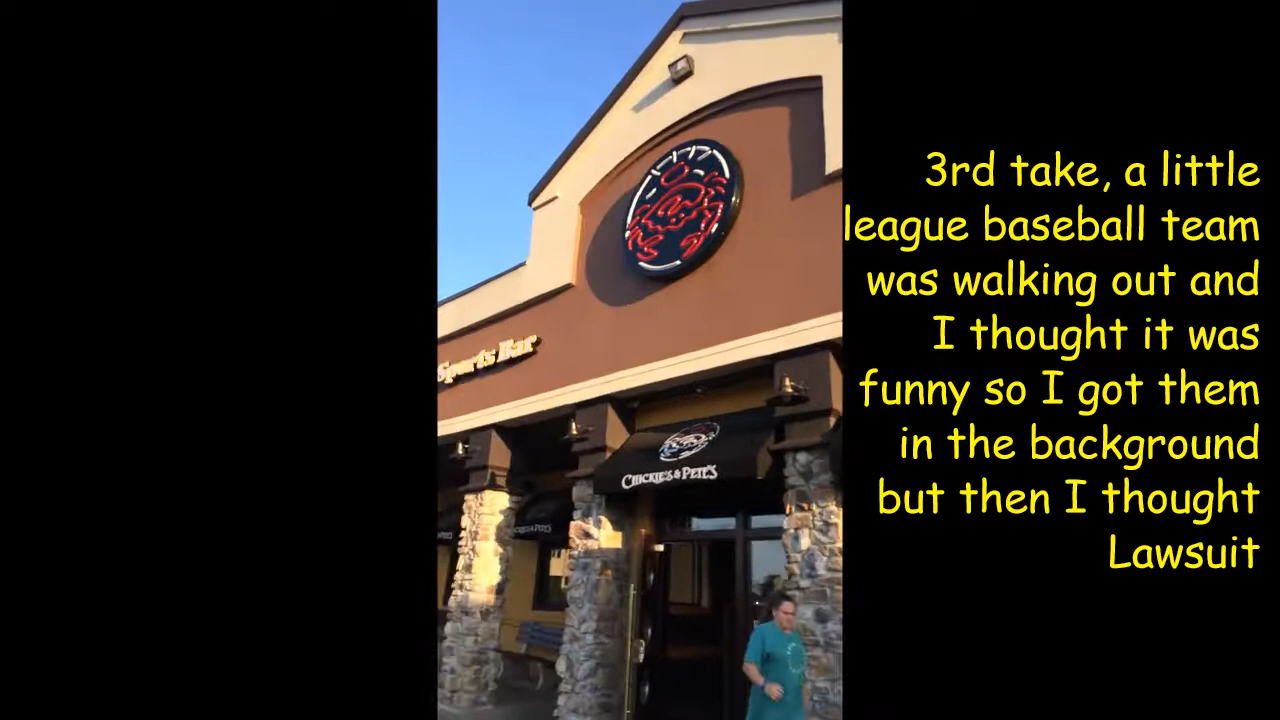 Sports Bar
CHICKIE'S & PETE'S
3rd take, a little
league baseball team
was walking out and
I thought it was
funny so I got them
in the background
but then I thought
Lawsuit